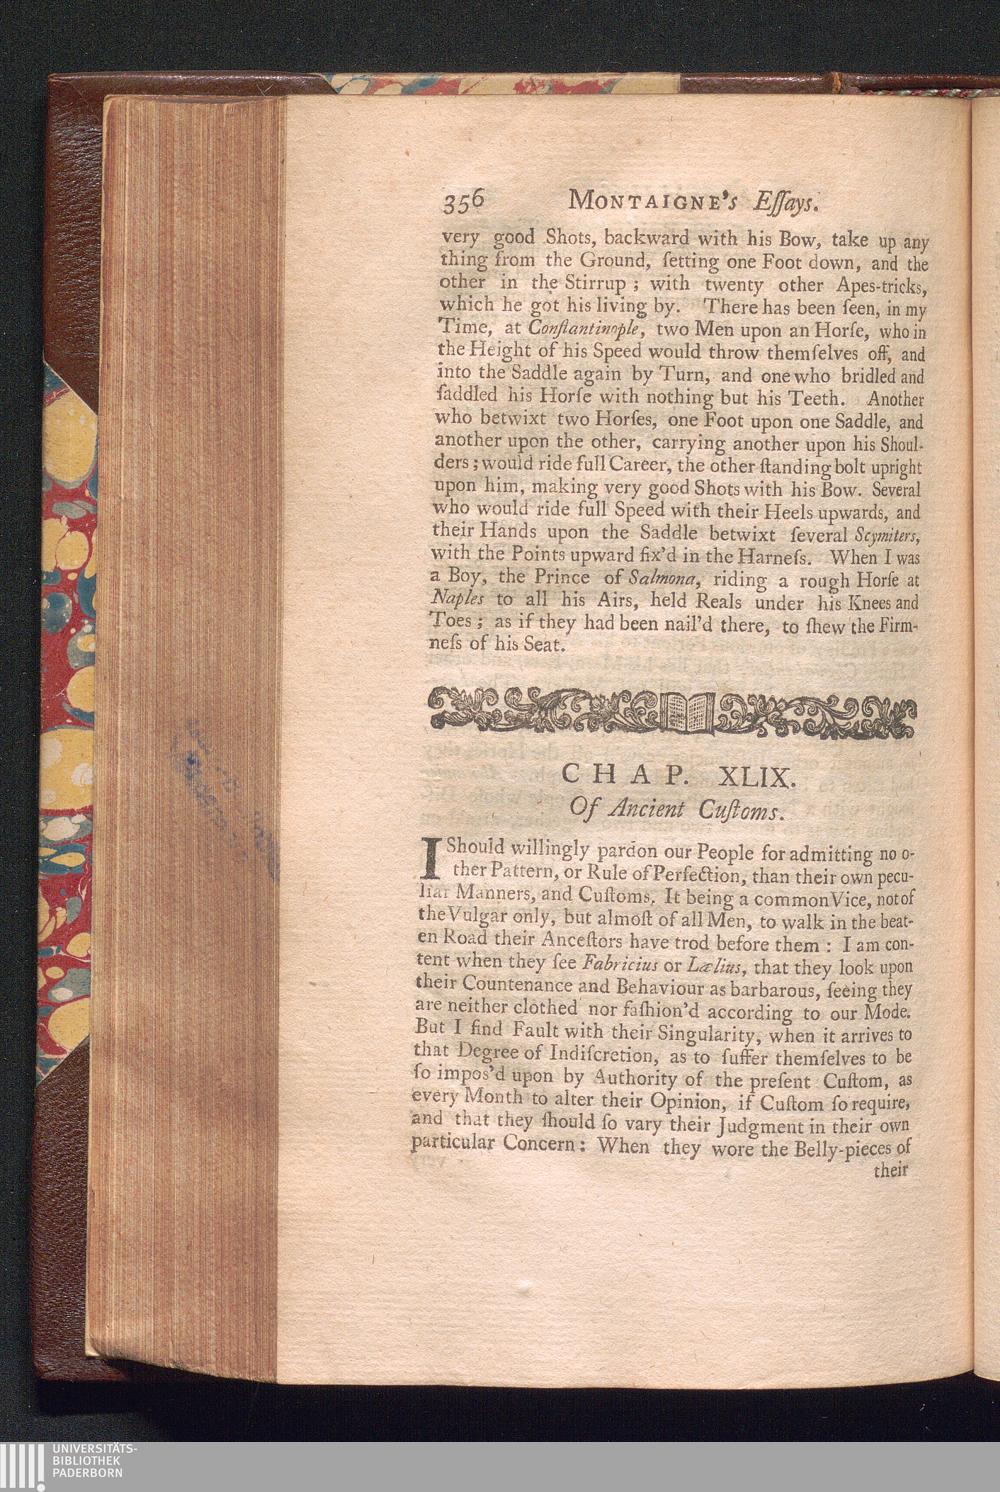 356 MONTAIGNE's Eſſays.
very good Shots, backward with his Bow, take up any
thing from the Ground, ſetting one Foot down, and the
other in the Stirrup ; with twenty other Apes-tricks,
which he got his living by. There has been ſeen, in my
Time, at Conſtantinople, two Men upon an Horſe, who in
the Height of his Speed would throw themſelves off, and
into the Saddle again by Turn, and one who bridled and
ſaddled his Horſe with nothing but his Teeth. Another
who betwixt two Horſes, one Foot upon one Saddle, and
another upon the other, carrying another upon his Shoul-
ders ; would ride full Career, the other ſtanding bolt upright
upon him, making very good Shots with his Bow. Several
who would ride full Speed with their Heels upwards, and
their Hands upon the Saddle betwixt ſeveral Scymiters,
with the Points upward fix'd in the Harneſs. When I was
a Boy, the Prince of Salmona, riding a rough Horſe at
Naples to all his Airs, held Reals under his Knees and
Toes ; as if they had been nail'd there, to ſhew the Firm-
neſs of his Seat.
CHAP. XLIX.
Of Ancient Cuſtoms.
I Should willingly pardon our People for admitting no o-
ther Pattern, or Rule of Perfection, than their own pecu-
liar Manners, and Cuſtoms. It being a common Vice, not of
the Vulgar only, but almoſt of all Men, to walk in the beat-
en Road their Anceſtors have trod before them : I am con-
tent when they ſee Fabricius or Lælius, that they look upon
their Countenance and Behaviour as barbarous, ſeeing they
are neither clothed nor faſhion'd according to our Mode.
But I find Fault with their Singularity, when it arrives to
that Degree of Indiſcretion, as to ſuffer themſelves to be
ſo impos'd upon by Authority of the preſent Cuſtom, as
every Month to alter their Opinion, if Cuſtom ſo require,
and that they ſhould ſo vary their Judgment in their own
particular Concern : When they wore the Belly-pieces of
their
UNIVERSITÄTS-
BIBLIOTHEK
PADERBORN